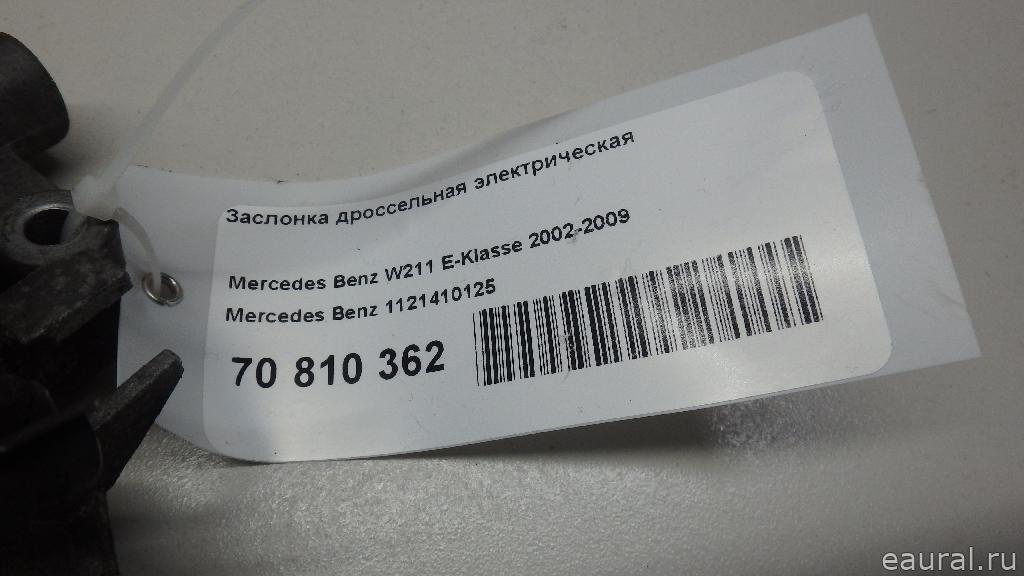 Заслонка дроссельная электрическая
Mercedes Benz W211 E-Klasse 2002-2009
Mercedes Benz 1121410125
70 810 362
eaural.ru